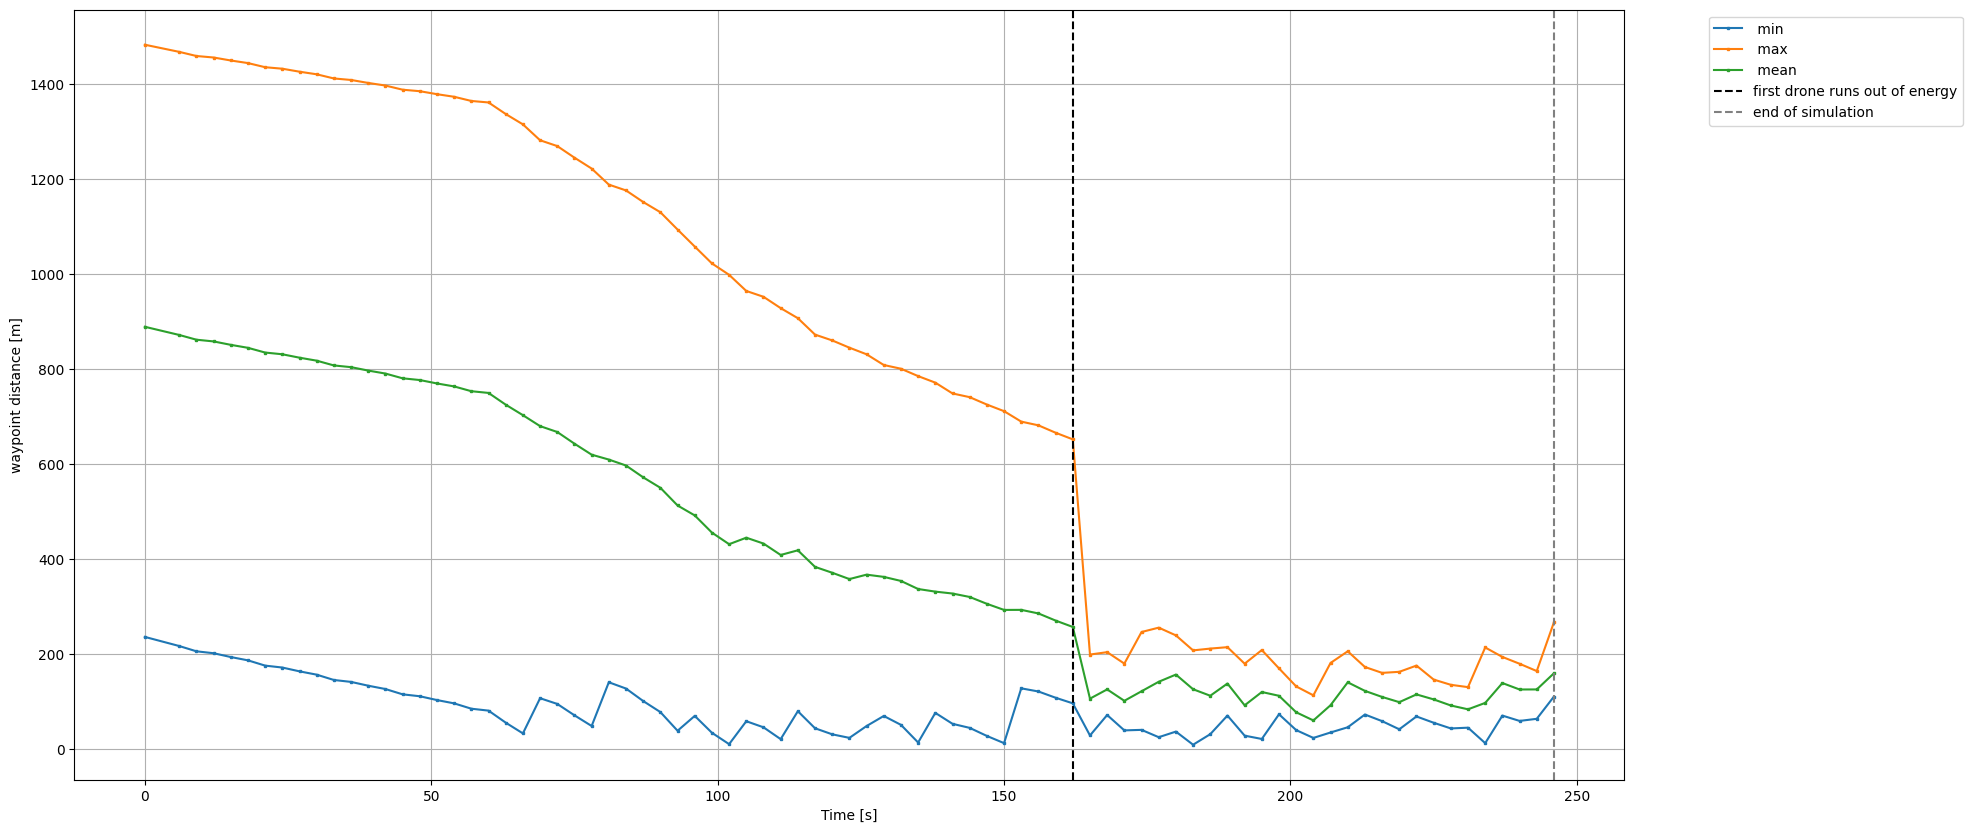 min
max
mean
first drone runs out of energy
end of simulation
1400
1200
1000
800
600
400
200
0
waypoint distance [m]
0 50 100 150 200 250
Time [s]